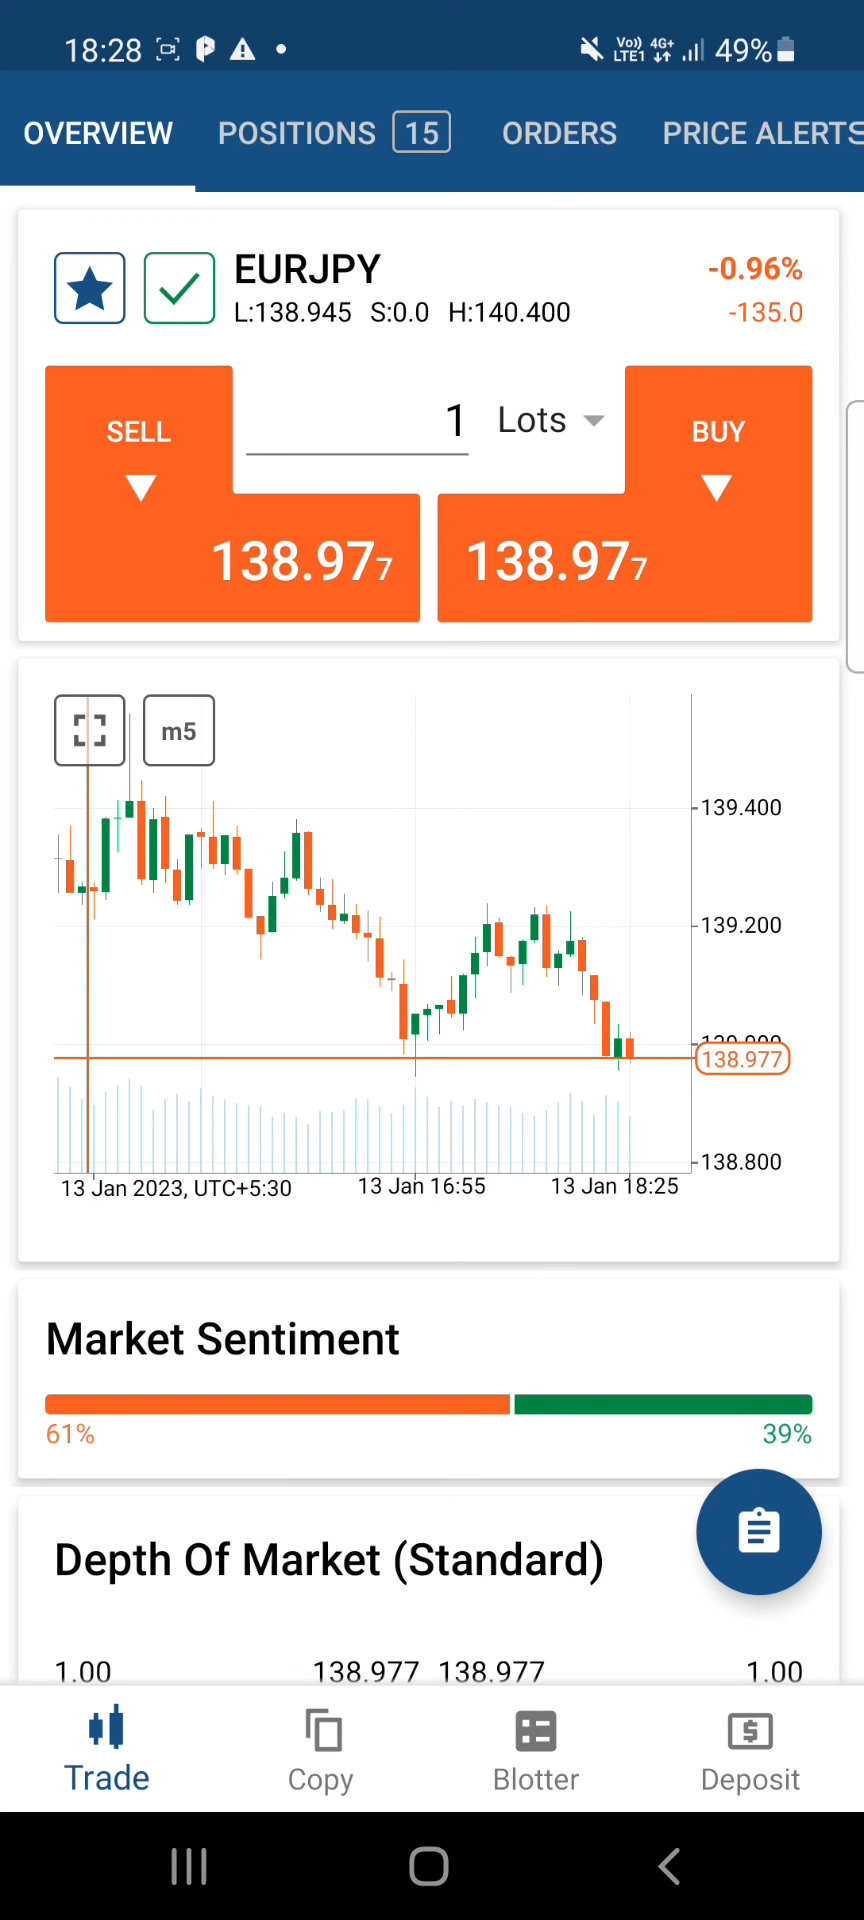 18:28 Vo)) LTE1 4G+ 49%
OVERVIEW POSITIONS 15 ORDERS PRICE ALERTS
EURJPY -0.96%
L:138.945 S:0.0 H:140.400 -135.0
1 Lots
SELL BUY
138.977 138.977
m5
139.400
139.200
138.977
138.800
13 Jan 2023, UTC+5:30 13 Jan 16:55 13 Jan 18:25
Market Sentiment
61% 39%
Depth Of Market (Standard)
1.00 138.977 138.977 1.00
Trade Copy Blotter Deposit